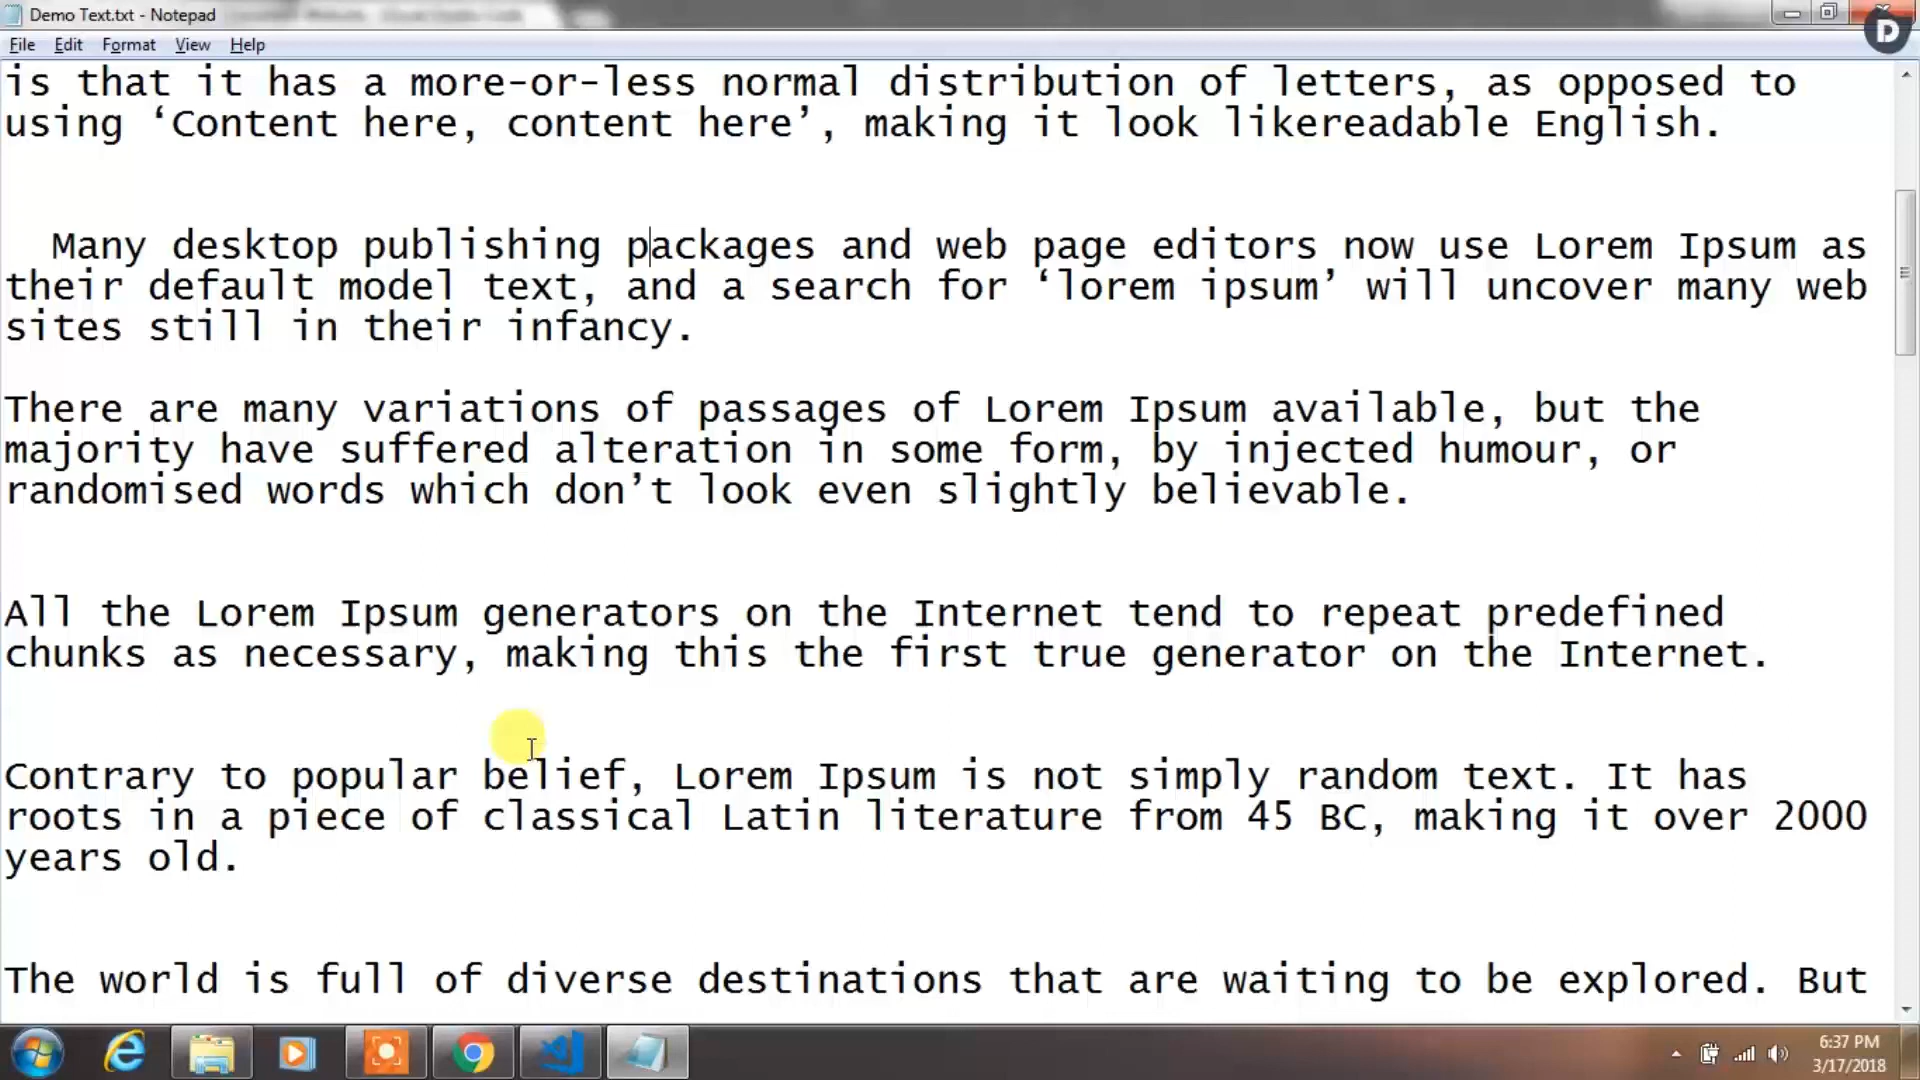 Demo Text.txt - Notepad
D
File Edit Format View Help
is that it has a more-or-less normal distribution of letters, as opposed to
using ‘Content here, content here’, making it look likereadable English.
Many desktop publishing packages and web page editors now use Lorem Ipsum as
their default model text, and a search for ‘lorem ipsum’ will uncover many web
sites still in their infancy.
There are many variations of passages of Lorem Ipsum available, but the
majority have suffered alteration in some form, by injected humour, or
randomised words which don’t look even slightly believable.
All the Lorem Ipsum generators on the Internet tend to repeat predefined
chunks as necessary, making this the first true generator on the Internet.
Contrary to popular belief, Lorem Ipsum is not simply random text. It has
roots in a piece of classical Latin literature from 45 BC, making it over 2000
years old.
The world is full of diverse destinations that are waiting to be explored. But
6:37 PM
3/17/2018